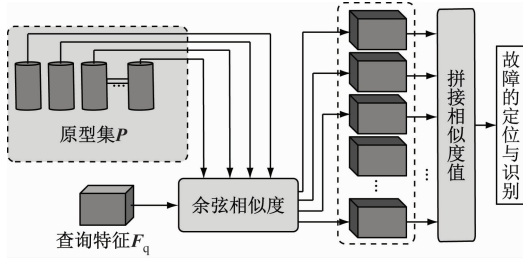 原型集P
查询特征Fq
余弦相似度
拼接相似度值
故障的定位与识别